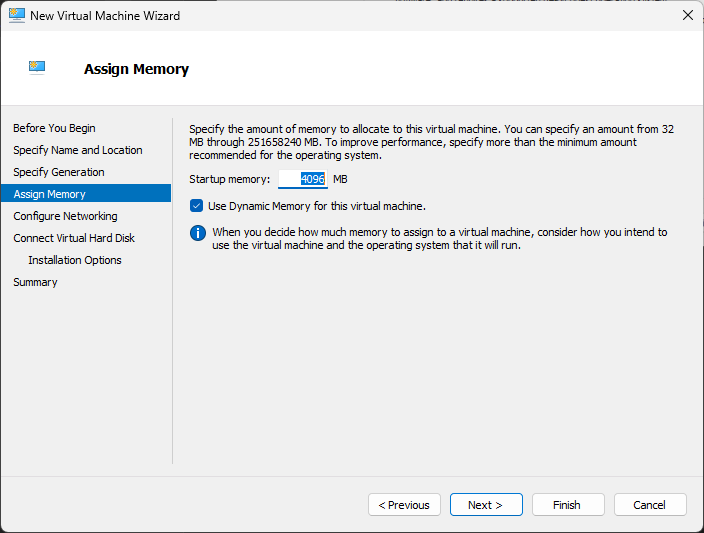 New Virtual Machine Wizard
Assign Memory
Before You Begin
Specify Name and Location
Specify Generation
Assign Memory
Configure Networking
Connect Virtual Hard Disk
Installation Options
Summary
Specify the amount of memory to allocate to this virtual machine. You can specify an amount from 32
MB through 251658240 MB. To improve performance, specify more than the minimum amount
recommended for the operating system.
Startup memory: 4096 MB
Use Dynamic Memory for this virtual machine.
When you decide how much memory to assign to a virtual machine, consider how you intend to
use the virtual machine and the operating system that it will run.
< Previous Next > Finish Cancel